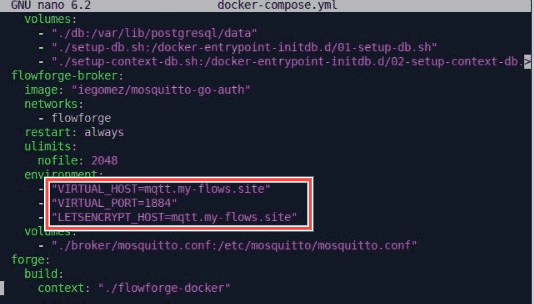 GNU nano 6.2 docker-compose.yml
volumes:
- "./db:/var/lib/postgresql/data"
- "./setup-db.sh:/docker-entrypoint-initdb.d/01-setup-db.sh"
- "./setup-context-db.sh:/docker-entrypoint-initdb.d/02-setup-context-db.>
flowforge-broker:
image: "iegomez/mosquitto-go-auth"
networks:
- flowforge
restart: always
ulimits:
nofile: 2048
environment:
- "VIRTUAL_HOST=mqtt.my-flows.site"
- "VIRTUAL_PORT=1884"
- "LETSENCRYPT_HOST=mqtt.my-flows.site"
volumes:
- "./broker/mosquitto.conf:/etc/mosquitto/mosquitto.conf"
forge:
build:
context: "./flowforge-docker"